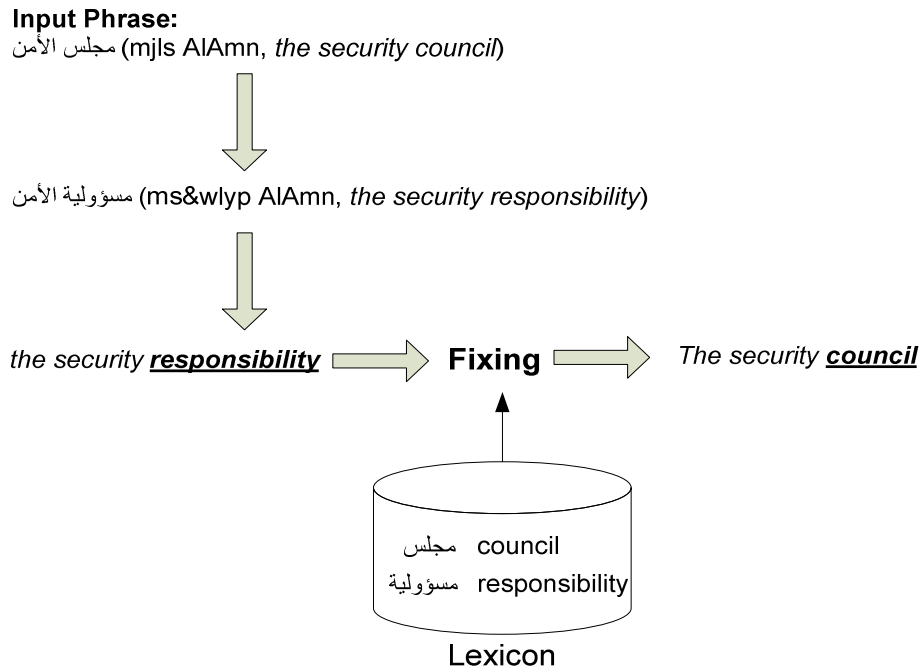 Input Phrase:
مجلس الأمن (mjls AlAmn, the security council)
مسؤولية الأمن (ms&wlyp AlAmn, the security responsibility)
the security responsibility
Fixing
The security council
مجلس council
مسؤولية responsibility
Lexicon